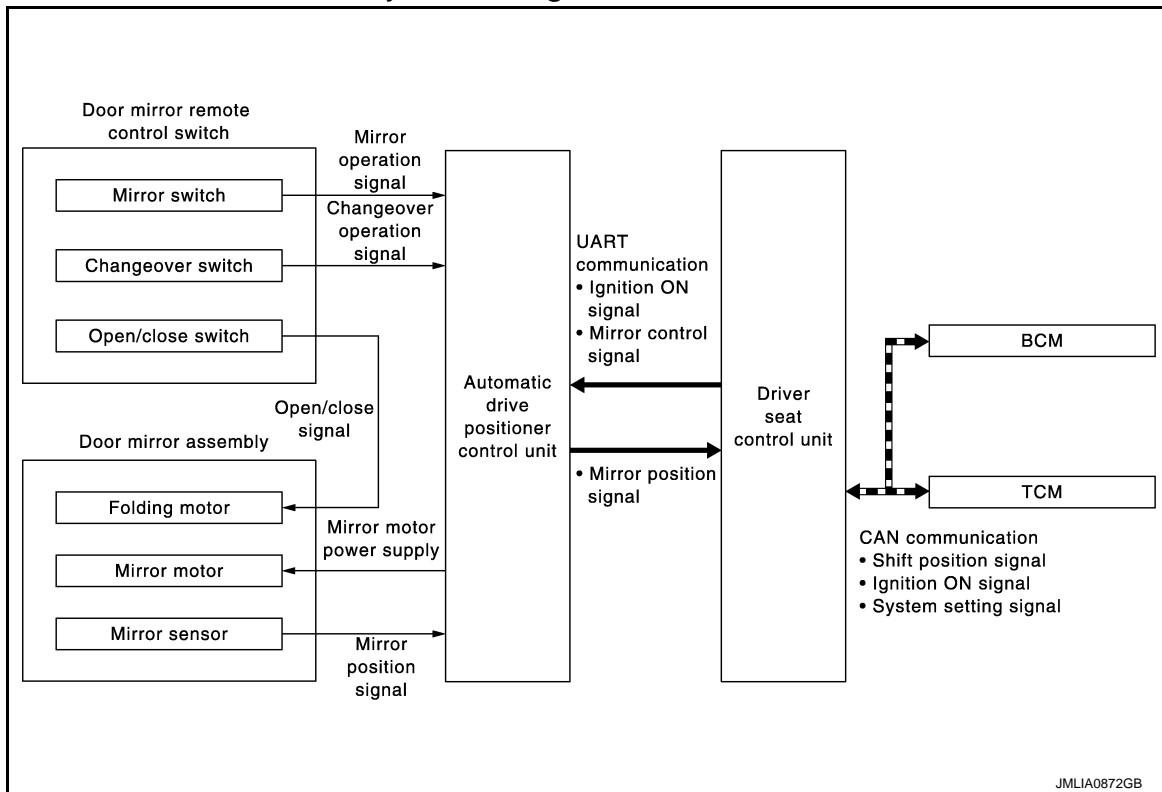 Door mirror remote
control switch
Mirror switch
Changeover switch
Open/close switch
Mirror
operation
signal
Changeover
operation
signal
Open/close
signal
Door mirror assembly
Folding motor
Mirror motor
Mirror sensor
Mirror motor
power supply
Mirror
position
signal
Automatic
drive
positioner
control unit
UART
communication
• Ignition ON
signal
• Mirror control
signal
• Mirror position
signal
Driver
seat
control unit
BCM
TCM
CAN communication
• Shift position signal
• Ignition ON signal
• System setting signal
JMLIA0872GB